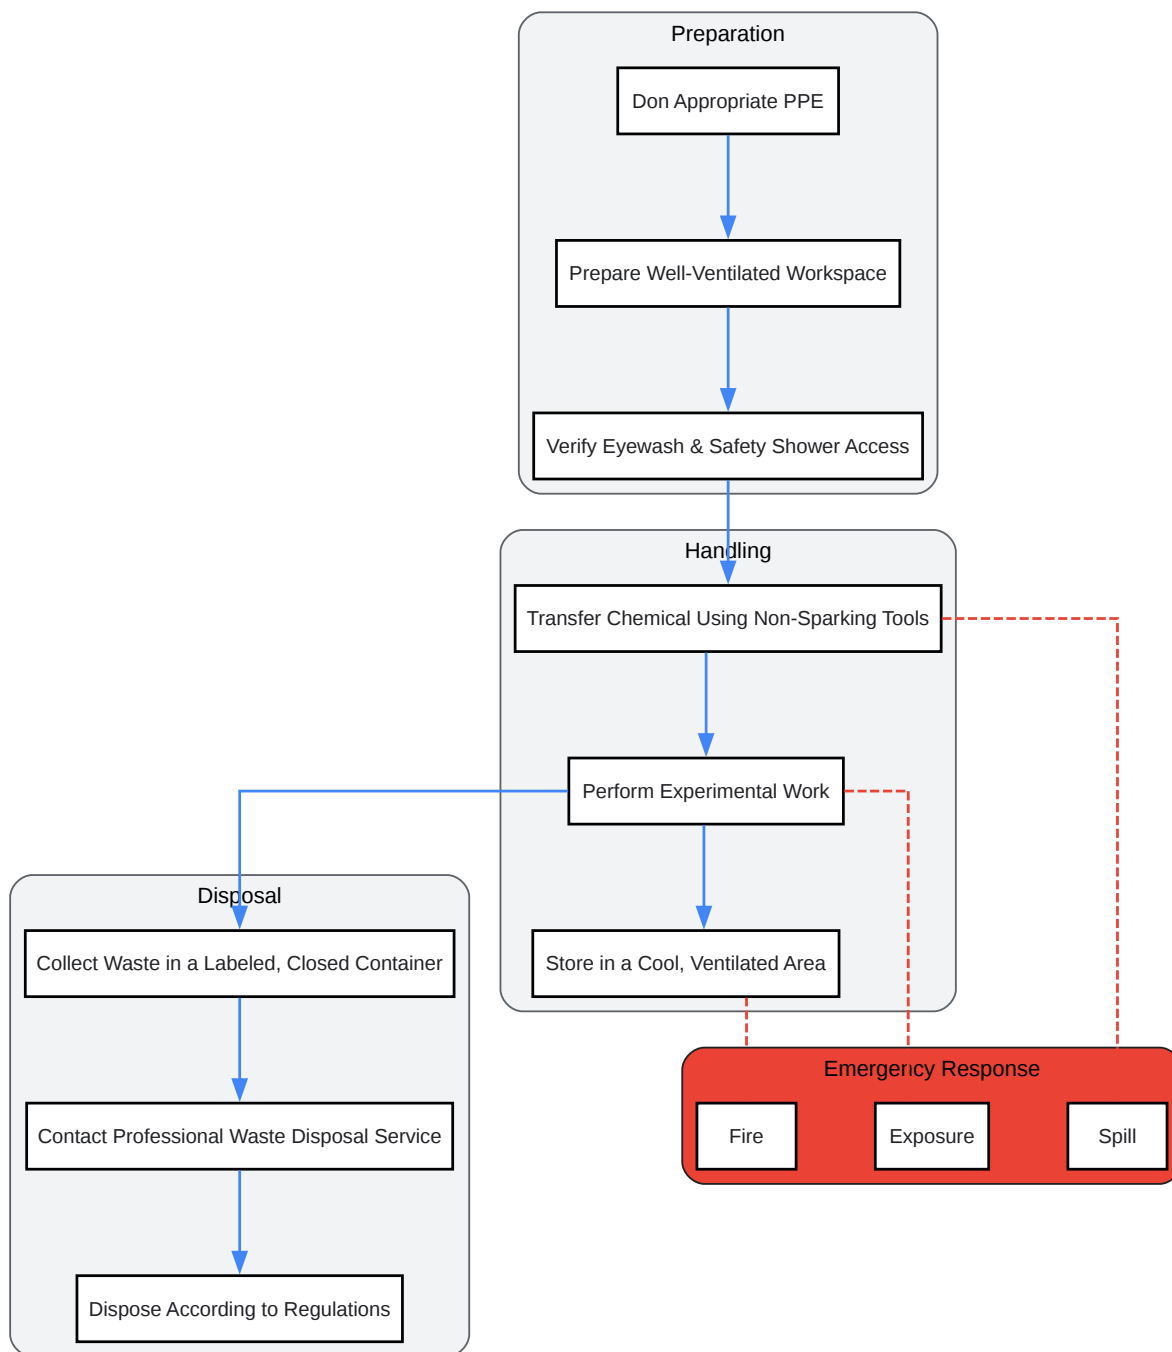 Preparation
Don Appropriate PPE
Prepare Well-Ventilated Workspace
Verify Eyewash & Safety Shower Access
Handling
Transfer Chemical Using Non-Sparking Tools
Perform Experimental Work
Store in a Cool, Ventilated Area
Disposal
Collect Waste in a Labeled, Closed Container
Contact Professional Waste Disposal Service
Dispose According to Regulations
Emergency Response
Fire
Exposure
Spill